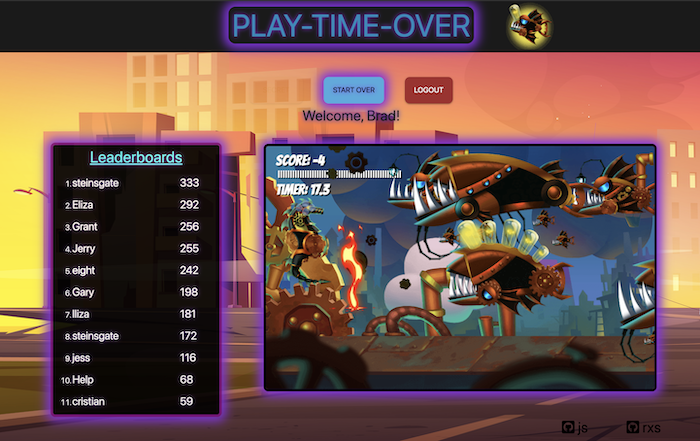 PLAY-TIME-OVER
START OVER LOGOUT
Welcome, Brad!
Leaderboards
1. steinsgate 333
2. Eliza 292
3. Grant 256
4. Jerry 255
5. eight 242
6. Gary 198
7. lliza 181
8. steinsgate 172
9. jess 116
10. Help 68
11. cristian 59
SCORE: -4
TIMER: 17.3
js rxs